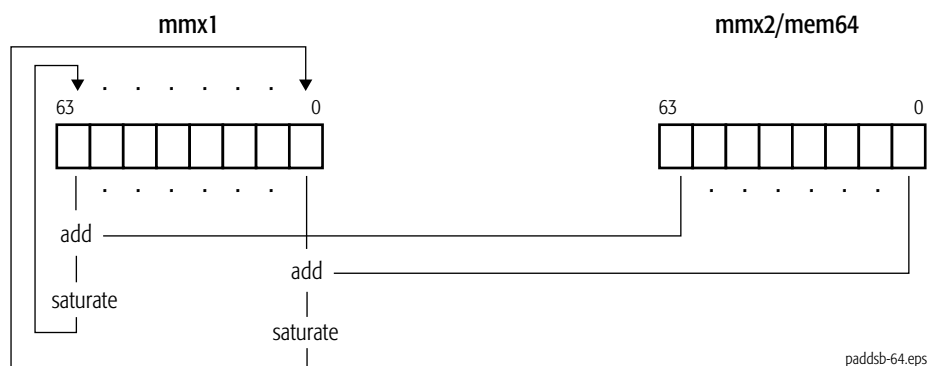 mmx1 mmx2/mem64
. . . . . .
63 0 63 0
. . . . . . . . . . . .
add
add
saturate
saturate
paddsb-64.eps